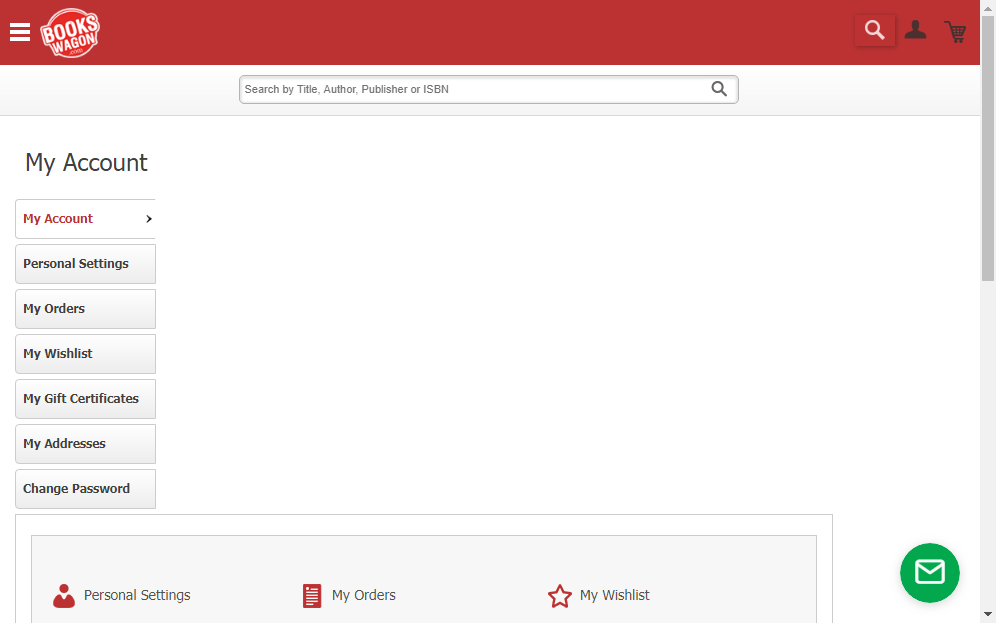 BOOKS
WAGON
.com
Search by Title, Author, Publisher or ISBN
My Account
My Account
Personal Settings
My Orders
My Wishlist
My Gift Certificates
My Addresses
Change Password
Personal Settings
My Orders
My Wishlist